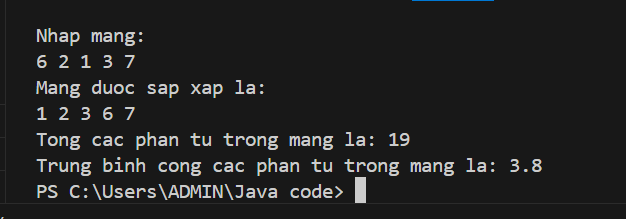 Nhap mang:
6 2 1 3 7
Mang duoc sap xap la:
1 2 3 6 7
Tong cac phan tu trong mang la: 19
Trung binh cong cac phan tu trong mang la: 3.8
PS C:\Users\ADMIN\Java code>